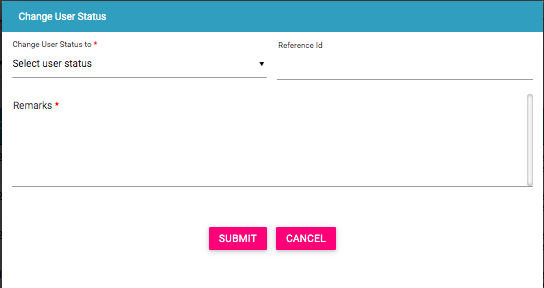 Change User Status
Change User Status to *
Reference Id
Select user status
Remarks *
SUBMIT
CANCEL